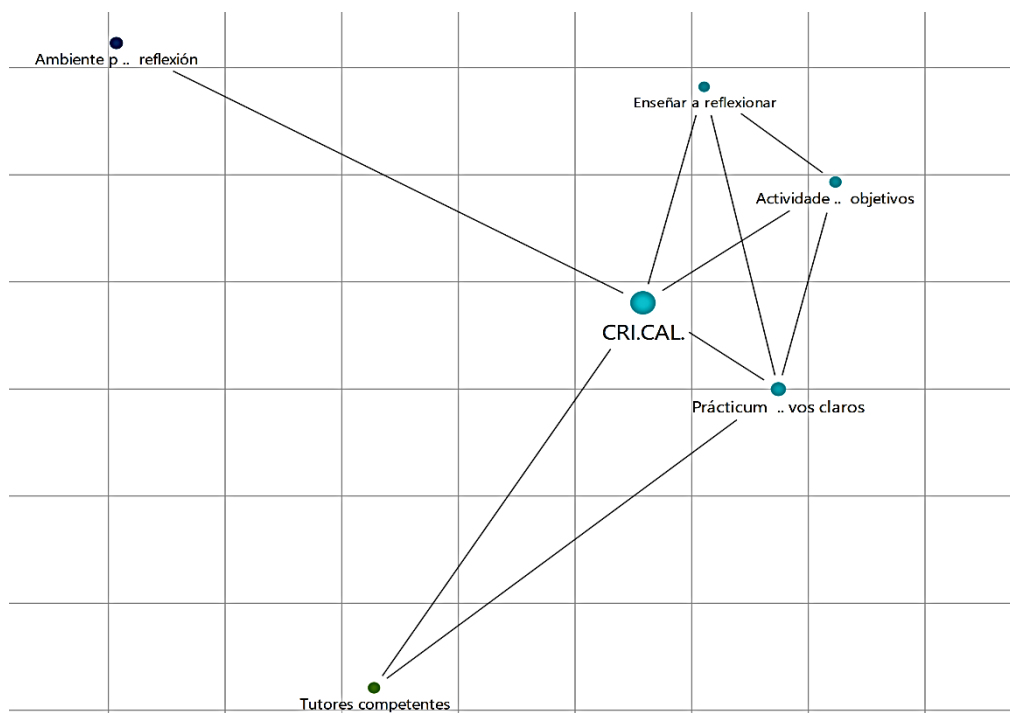 Ambiente p .. reflexión
Enseñar a reflexionar
Actividade .. objetivos
CRI.CAL.
Prácticum .. vos claros
Tutores competentes